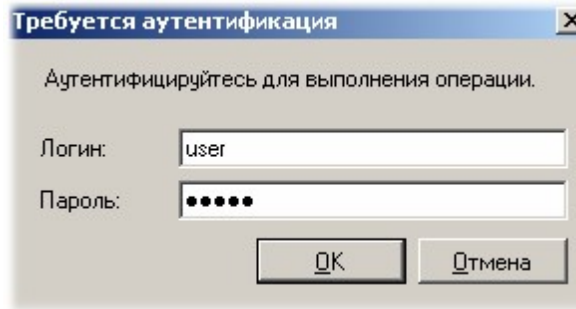 Требуется аутентификация
Аутентифицируйтесь для выполнения операции.
Логин: user
Пароль: •••••
OK Отмена